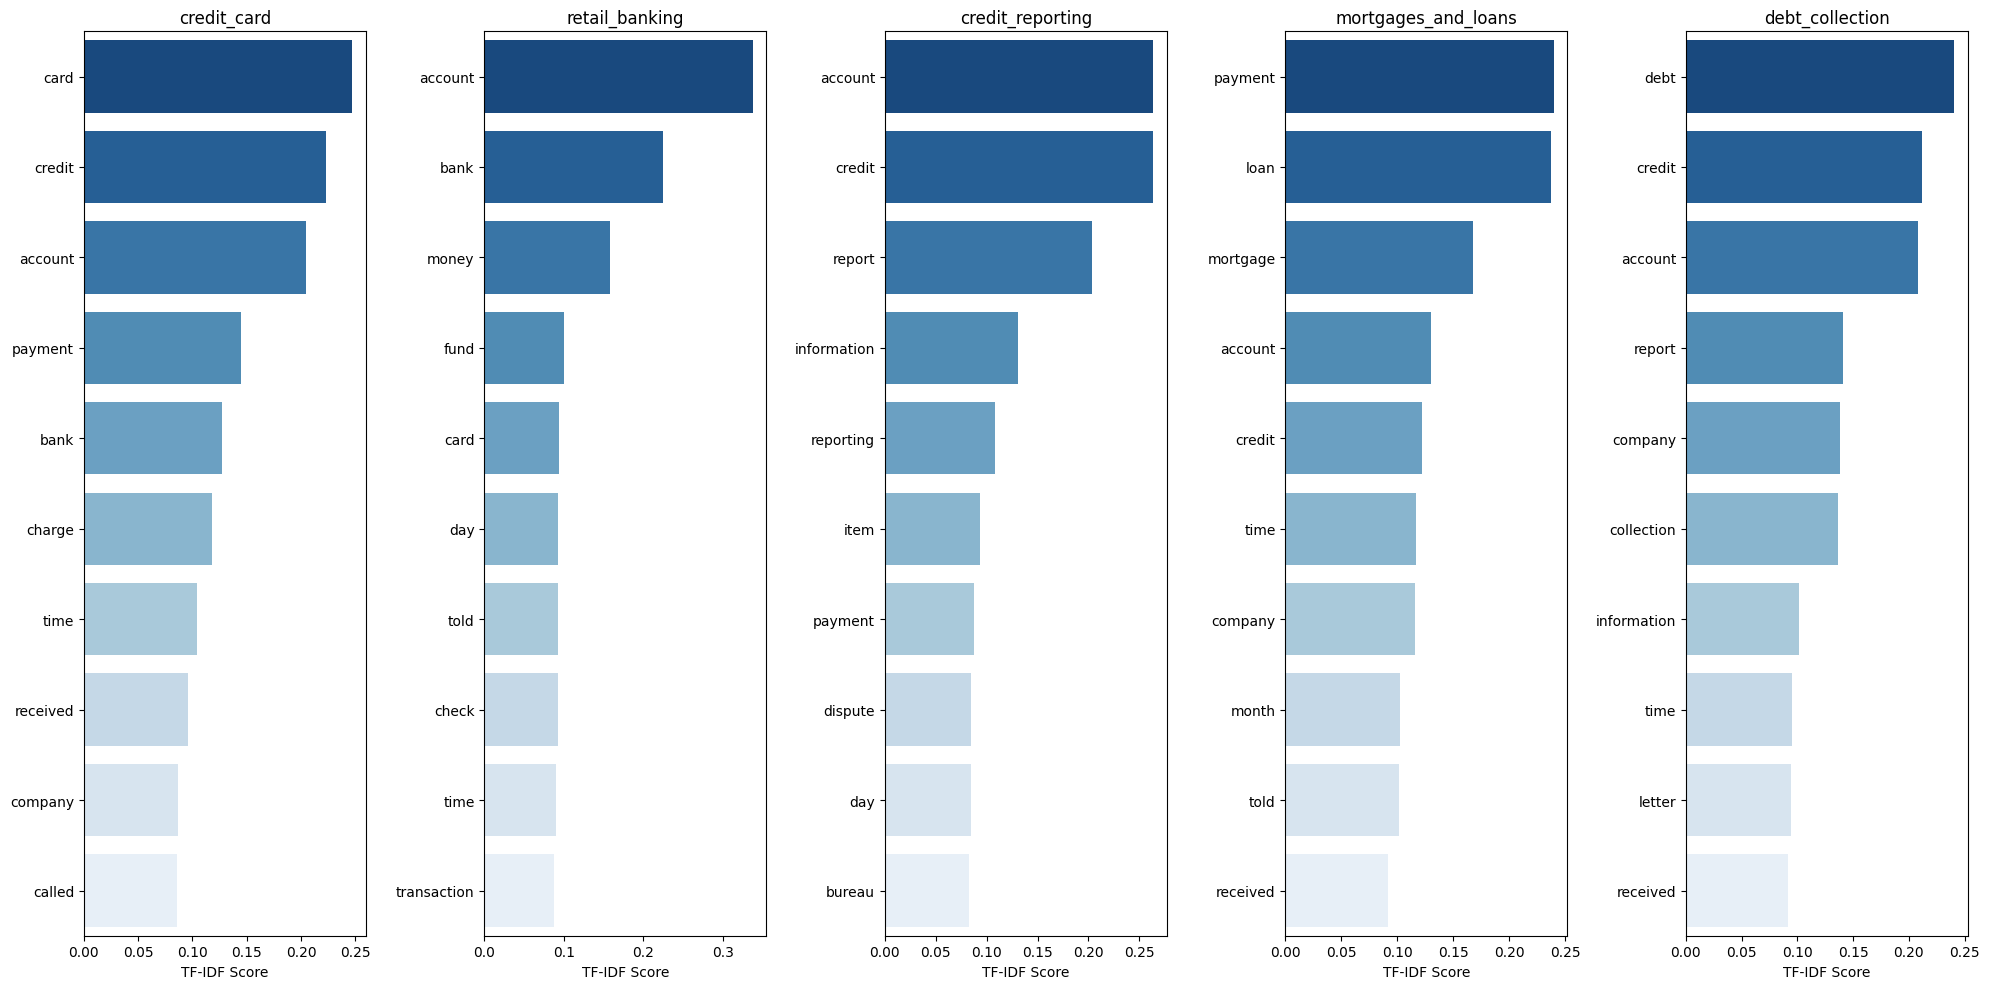 credit_card
card
credit
account
payment
bank
charge
time
received
company
called
0.00 0.05 0.10 0.15 0.20 0.25
TF-IDF Score
retail_banking
account
bank
money
fund
card
day
told
check
time
transaction
0.0 0.1 0.2 0.3
TF-IDF Score
credit_reporting
account
credit
report
information
reporting
item
payment
dispute
day
bureau
0.00 0.05 0.10 0.15 0.20 0.25
TF-IDF Score
mortgages_and_loans
payment
loan
mortgage
account
credit
time
company
month
told
received
0.00 0.05 0.10 0.15 0.20 0.25
TF-IDF Score
debt_collection
debt
credit
account
report
company
collection
information
time
letter
received
0.00 0.05 0.10 0.15 0.20 0.25
TF-IDF Score